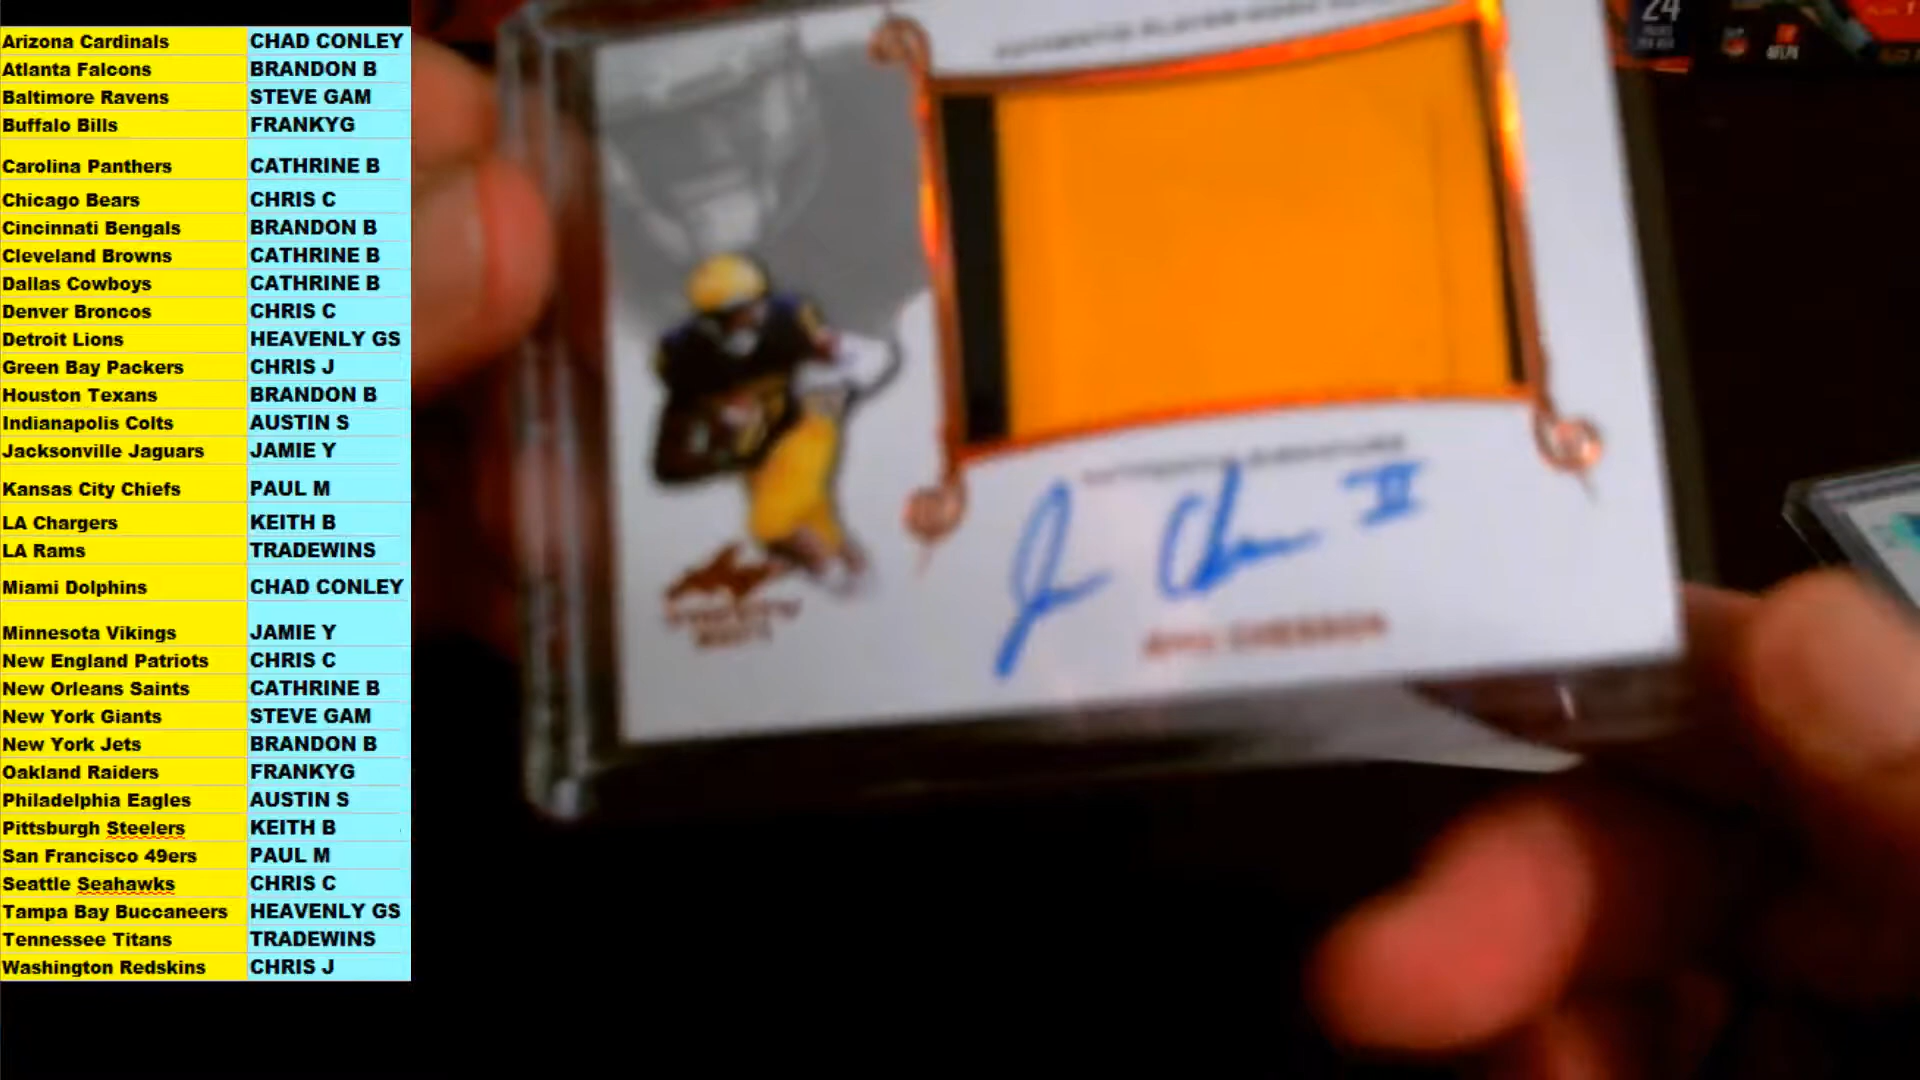 Arizona Cardinals CHAD CONLEY
Atlanta Falcons BRANDON B
Baltimore Ravens STEVE GAM
Buffalo Bills FRANKYG
Carolina Panthers CATHRINE B
Chicago Bears CHRIS C
Cincinnati Bengals BRANDON B
Cleveland Browns CATHRINE B
Dallas Cowboys CATHRINE B
Denver Broncos CHRIS C
Detroit Lions HEAVENLY GS
Green Bay Packers CHRIS J
Houston Texans BRANDON B
Indianapolis Colts AUSTIN S
Jacksonville Jaguars JAMIE Y
Kansas City Chiefs PAUL M
LA Chargers KEITH B
LA Rams TRADEWINS
Miami Dolphins CHAD CONLEY
Minnesota Vikings JAMIE Y
New England Patriots CHRIS C
New Orleans Saints CATHRINE B
New York Giants STEVE GAM
New York Jets BRANDON B
Oakland Raiders FRANKYG
Philadelphia Eagles AUSTIN S
Pittsburgh Steelers KEITH B
San Francisco 49ers PAUL M
Seattle Seahawks CHRIS C
Tampa Bay Buccaneers HEAVENLY GS
Tennessee Titans TRADEWINS
Washington Redskins CHRIS J
24
AUTHENTIC SIGNATURE
II
CHESSON